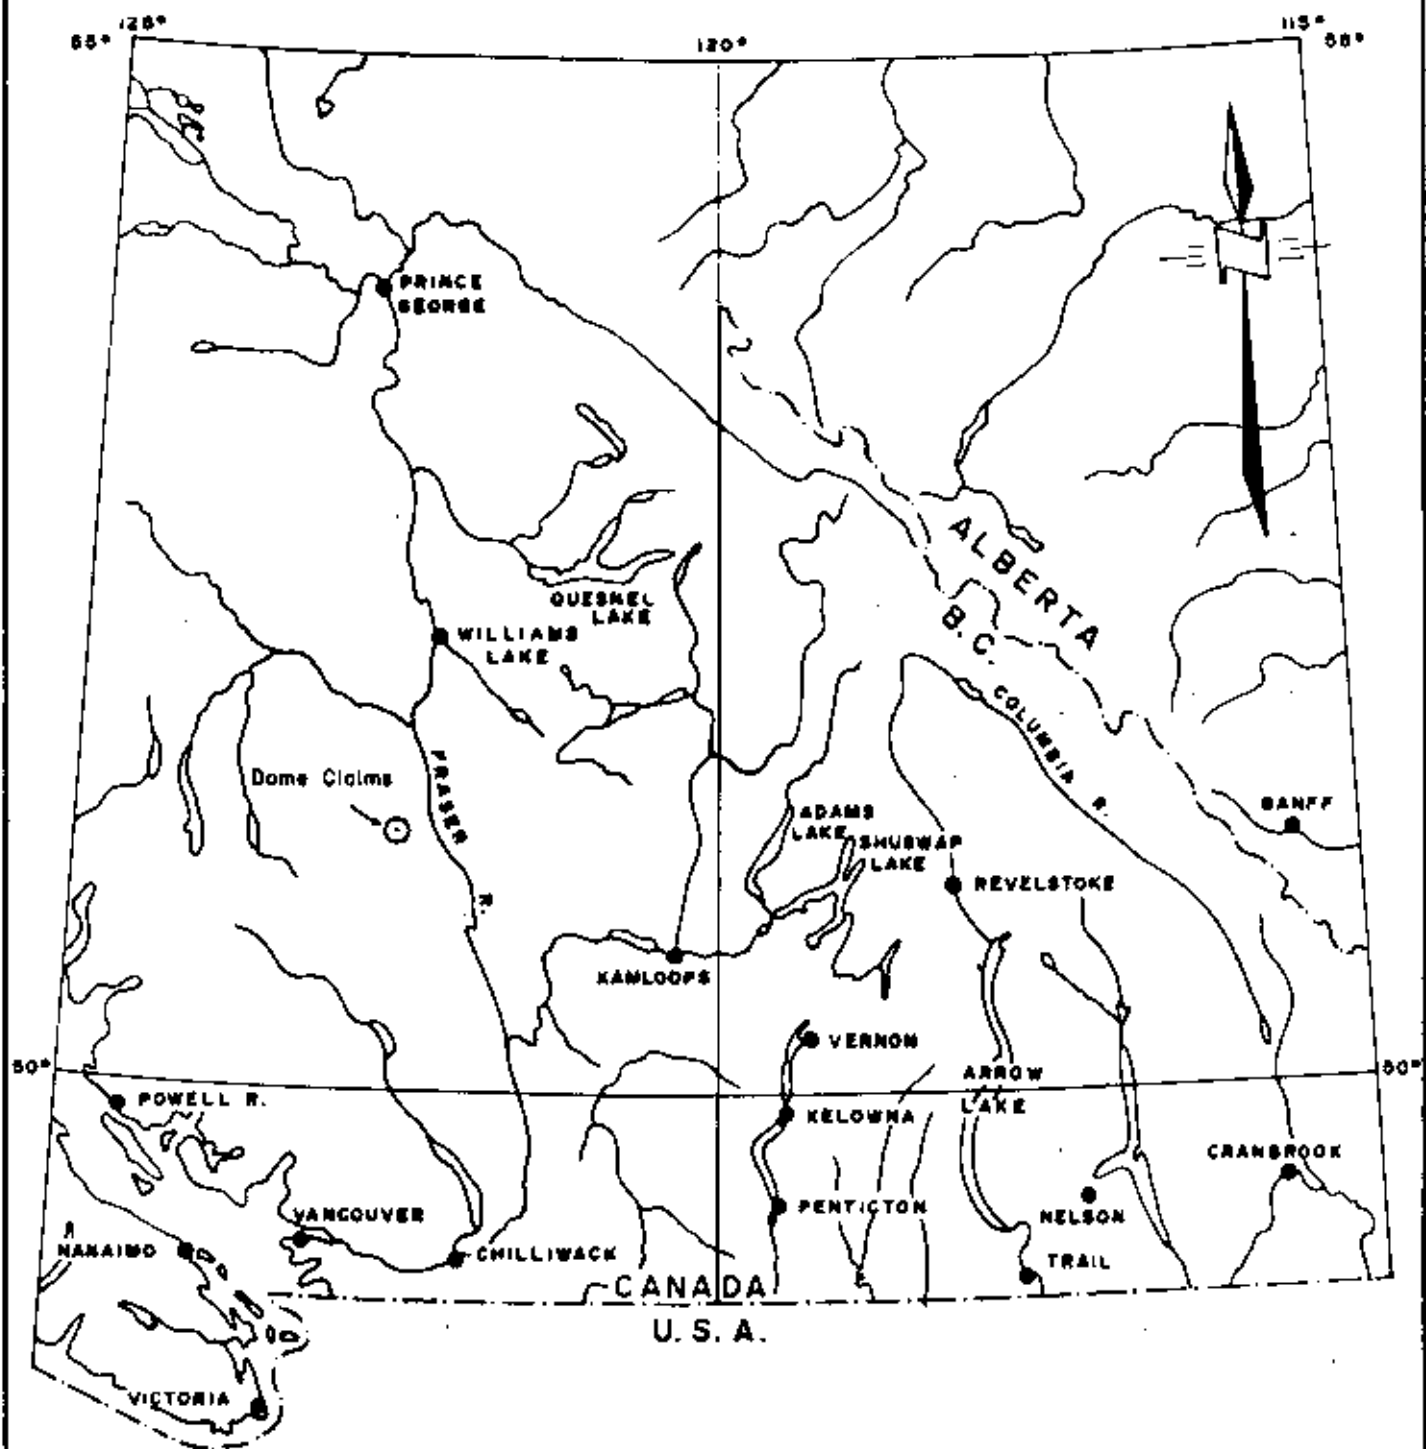 125°
55°
120°
115°
55°
PRINCE
GEORGE
QUESNEL
LAKE
WILLIAMS
LAKE
ALBERTA
B.C.
COLUMBIA R.
FRASER R.
Dome Claims
ADAMS
LAKE
SHUSWAP
LAKE
BANFF
REVELSTOKE
KAMLOOPS
VERNON
50°
50°
ARROW
LAKE
POWELL R.
KELOWNA
CRANBROOK
PENTICTON
NELSON
VANCOUVER
NANAIMO
CHILLIWACK
TRAIL
CANADA
U.S.A.
VICTORIA